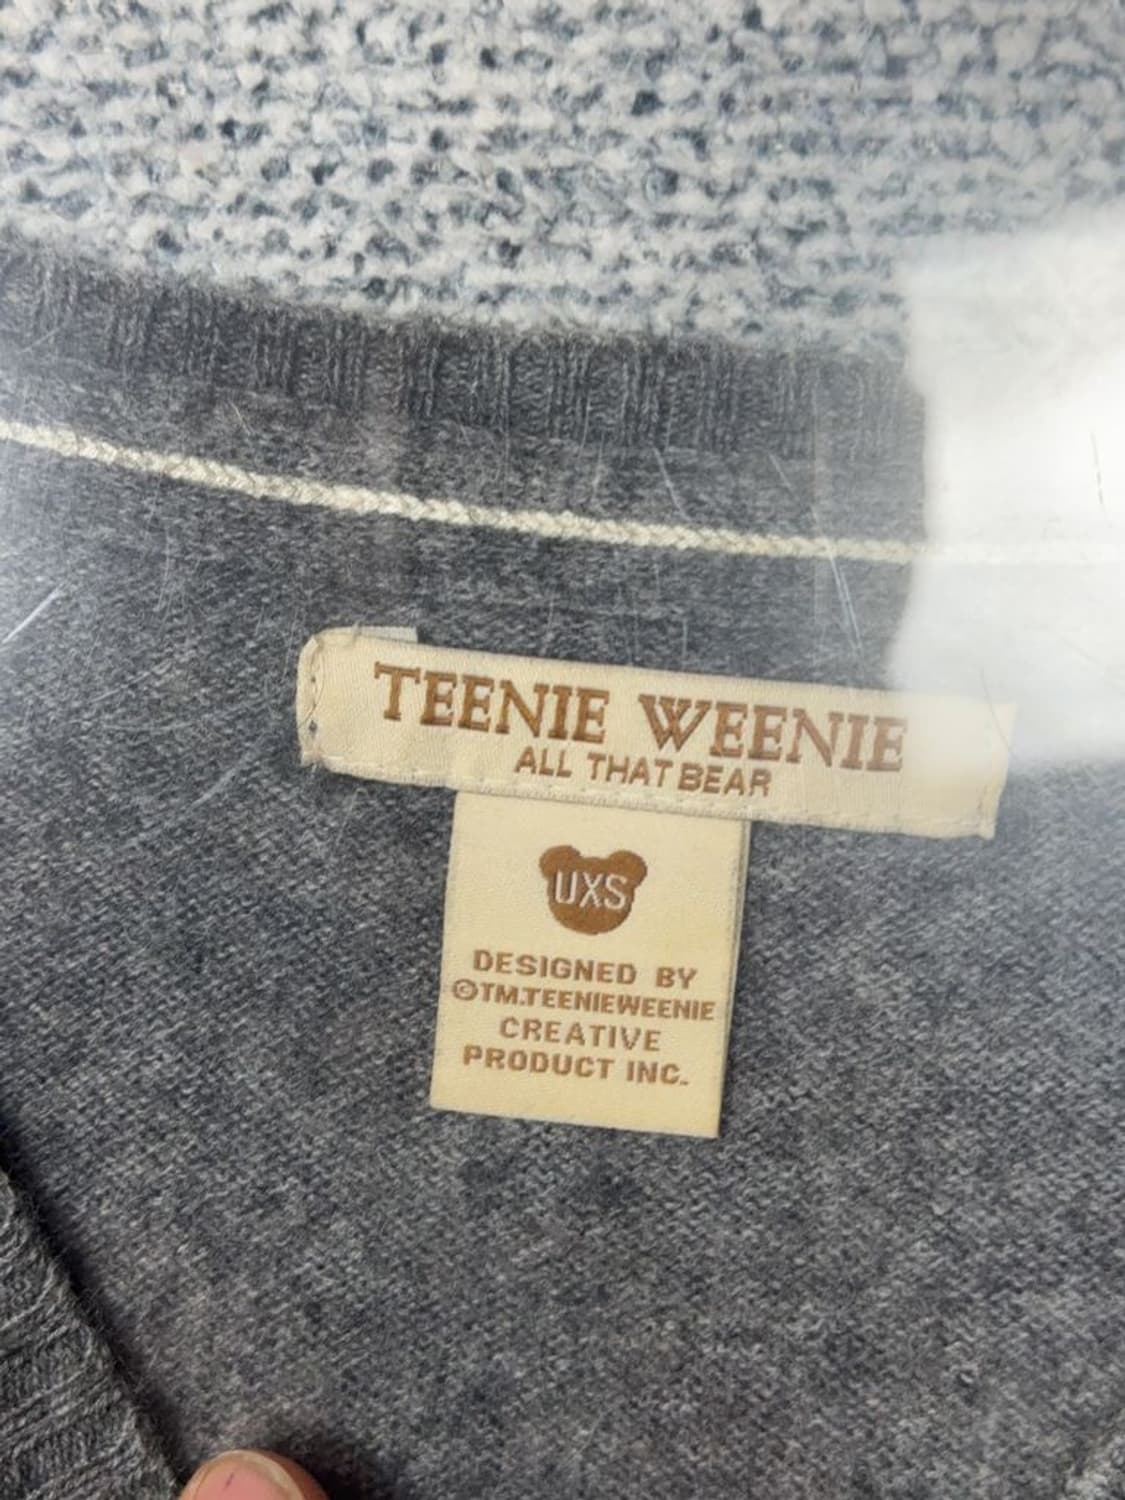 TEENIE WEENIE
ALL THAT BEAR
UXS
DESIGNED BY
©TM.TEENIEWEENIE
CREATIVE
PRODUCT INC.